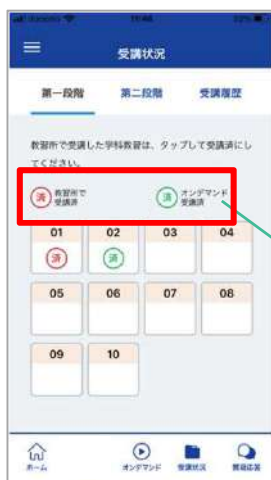 受講状況
第一段階 第二段階 受講履歴
教習所で受講した学科教習は、タップして受講済にし
てください。
済 教習所で
受講済
済 オンデマンド
受講済
01 02 03 04
済 済
05 06 07 08
09 10
ホーム オンデマンド 受講状況 質疑応答